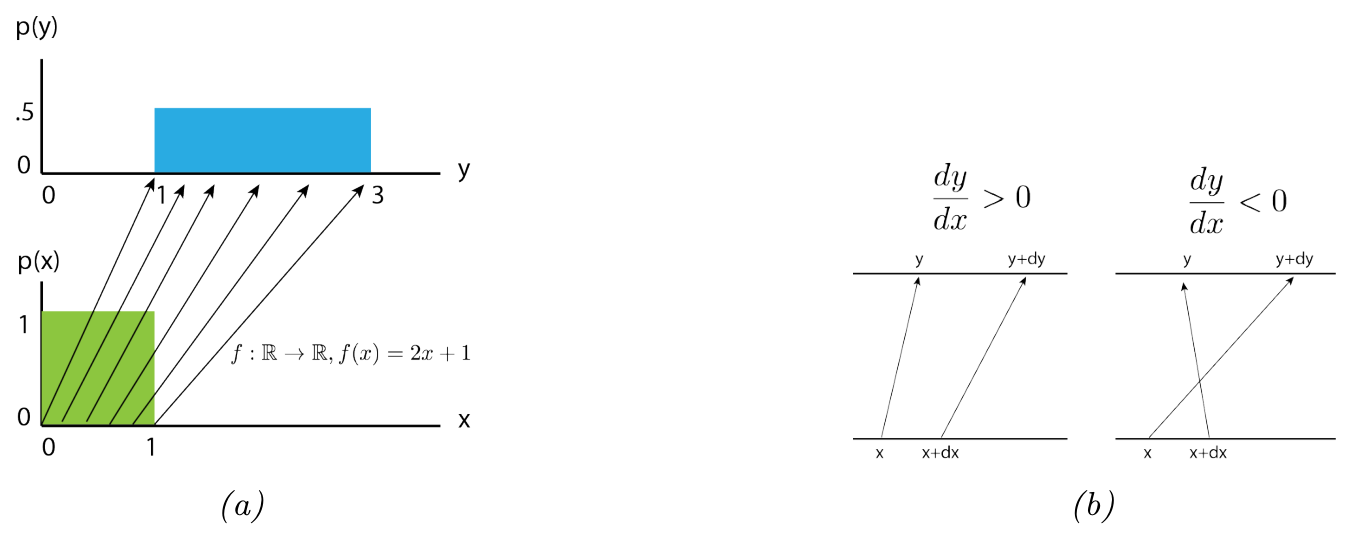 p(y)
.5
0
0 1 3
y
p(x)
1
0
0 1
x
f : ℝ → ℝ, f(x) = 2x + 1
(a)
dy/dx > 0
y y+dy
x x+dx
dy/dx < 0
y y+dy
x x+dx
(b)